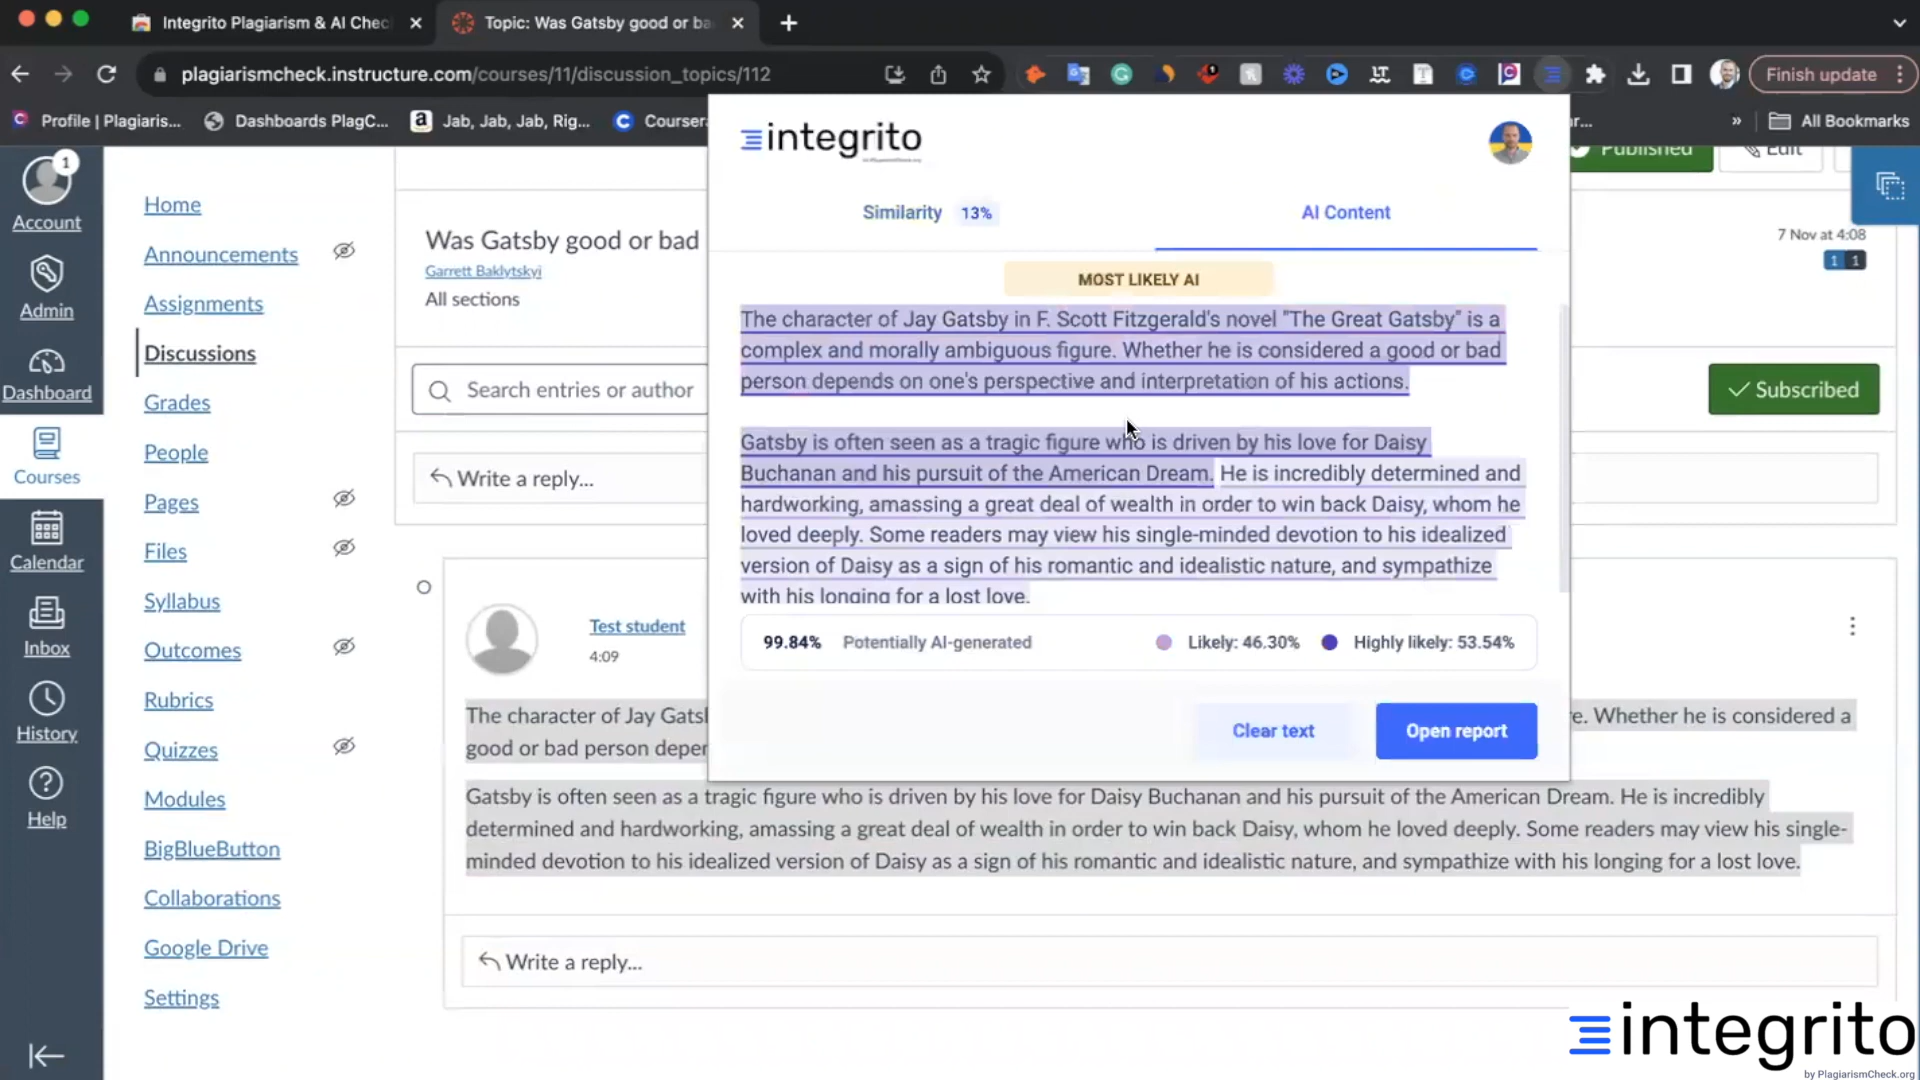 Integrito Plagiarism & AI Chec
Topic: Was Gatsby good or ba
plagiarismcheck.instructure.com/courses/11/discussion_topics/112
Finish update
Profile | Plagiaris...
Dashboards PlagC...
Jab, Jab, Jab, Rig...
Courser
r...
»
All Bookmarks
1
Account
Admin
Dashboard
Courses
Calendar
Inbox
History
Help
Home
Announcements
Assignments
Discussions
Grades
People
Pages
Files
Syllabus
Outcomes
Rubrics
Quizzes
Modules
BigBlueButton
Collaborations
Google Drive
Settings
Published
Edit
Was Gatsby good or bad
Garrett Baklytskyi
All sections
7 Nov at 4:08
1 1
Search entries or author
Subscribed
Write a reply...
integrito
Similarity 13%
AI Content
MOST LIKELY AI
The character of Jay Gatsby in F. Scott Fitzgerald's novel "The Great Gatsby" is a
complex and morally ambiguous figure. Whether he is considered a good or bad
person depends on one's perspective and interpretation of his actions.
Gatsby is often seen as a tragic figure who is driven by his love for Daisy
Buchanan and his pursuit of the American Dream. He is incredibly determined and
hardworking, amassing a great deal of wealth in order to win back Daisy, whom he
loved deeply. Some readers may view his single-minded devotion to his idealized
version of Daisy as a sign of his romantic and idealistic nature, and sympathize
with his longing for a lost love.
99.84% Potentially AI-generated Likely: 46.30% Highly likely: 53.54%
Clear text
Open report
Test student
4:09
The character of Jay Gatsl
e. Whether he is considered a
good or bad person deper
Gatsby is often seen as a tragic figure who is driven by his love for Daisy Buchanan and his pursuit of the American Dream. He is incredibly
determined and hardworking, amassing a great deal of wealth in order to win back Daisy, whom he loved deeply. Some readers may view his single-
minded devotion to his idealized version of Daisy as a sign of his romantic and idealistic nature, and sympathize with his longing for a lost love.
Write a reply...
integrito
by PlagiarismCheck.org